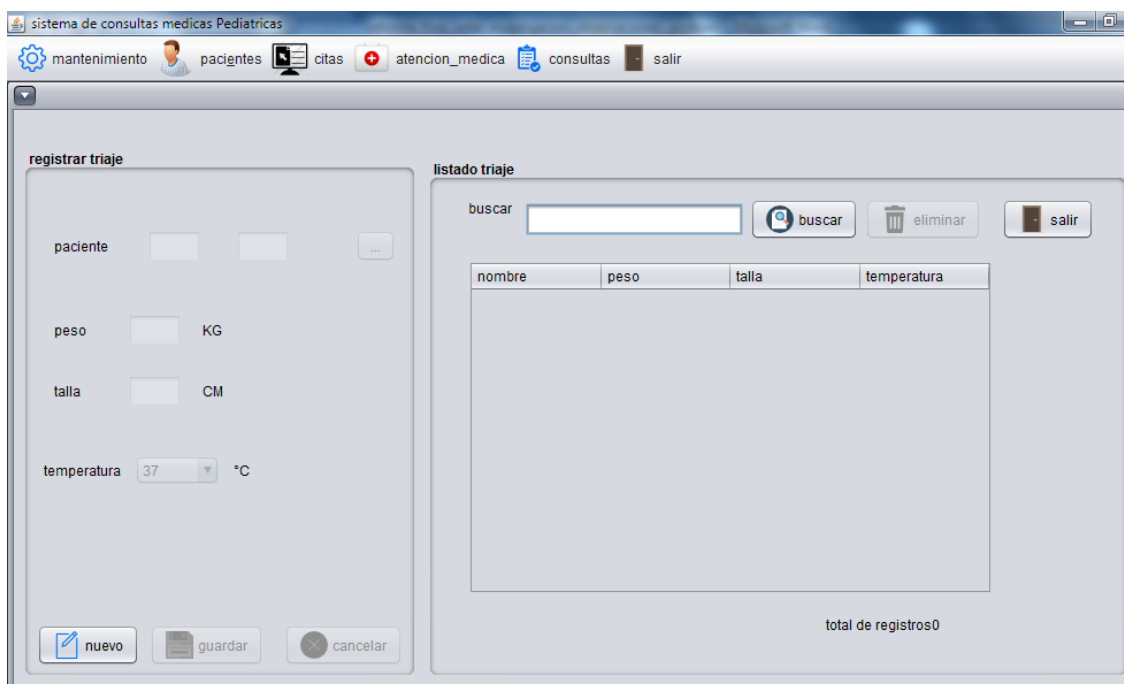 sistema de consultas medicas Pediatricas
mantenimiento pacientes citas atencion_medica consultas salir
registrar triaje
paciente
...
peso KG
talla CM
temperatura 37 °C
nuevo guardar cancelar
listado triaje
buscar buscar eliminar salir
nombre peso talla temperatura
total de registros0